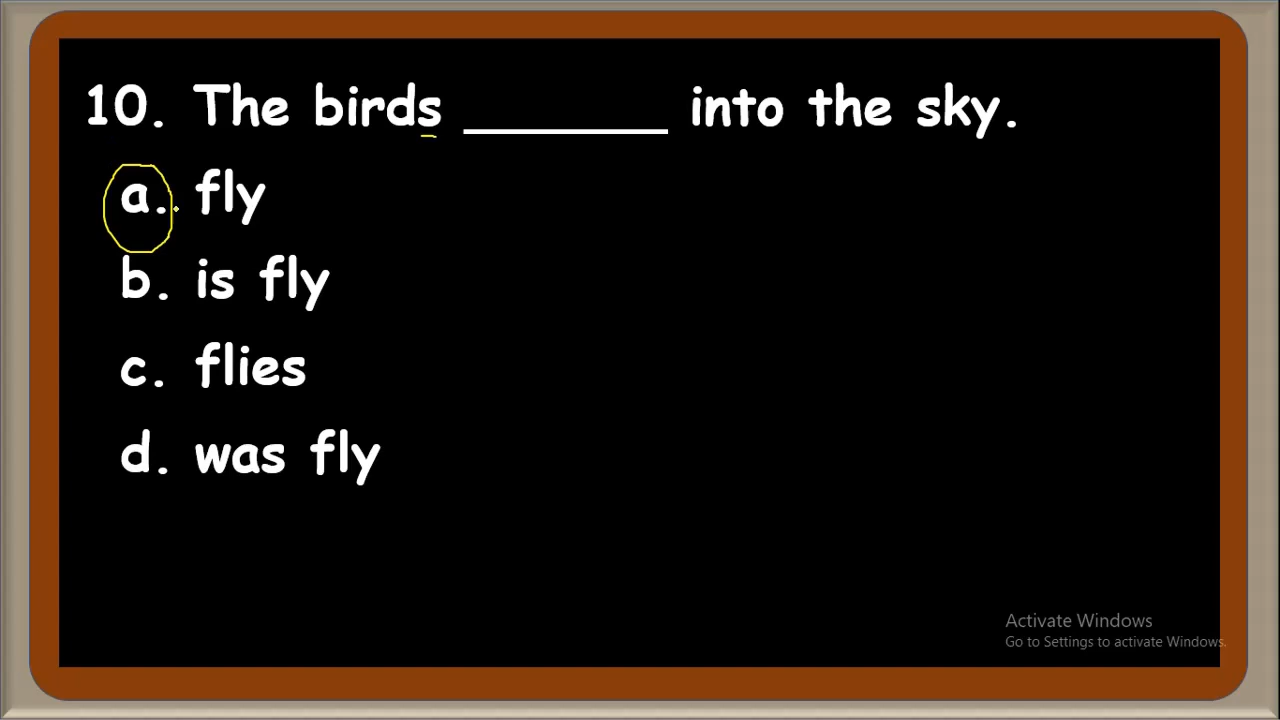 10. The birds _______ into the sky.
a. fly
b. is fly
c. flies
d. was fly
Activate Windows
Go to Settings to activate Windows.